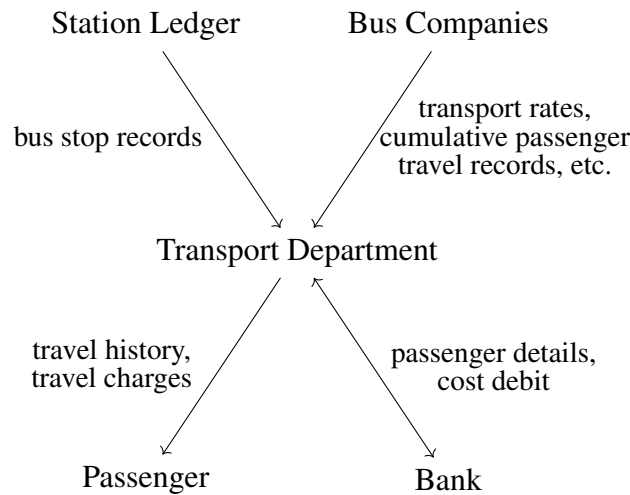 Station Ledger
Bus Companies
bus stop records
transport rates,
cumulative passenger
travel records, etc.
Transport Department
travel history,
travel charges
passenger details,
cost debit
Passenger
Bank